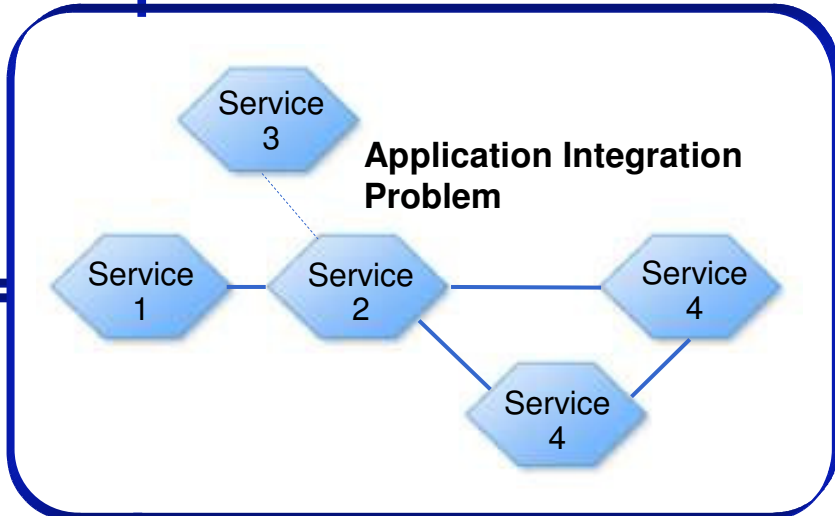 Service
3
Application Integration
Problem
Service
1
Service
2
Service
4
Service
4